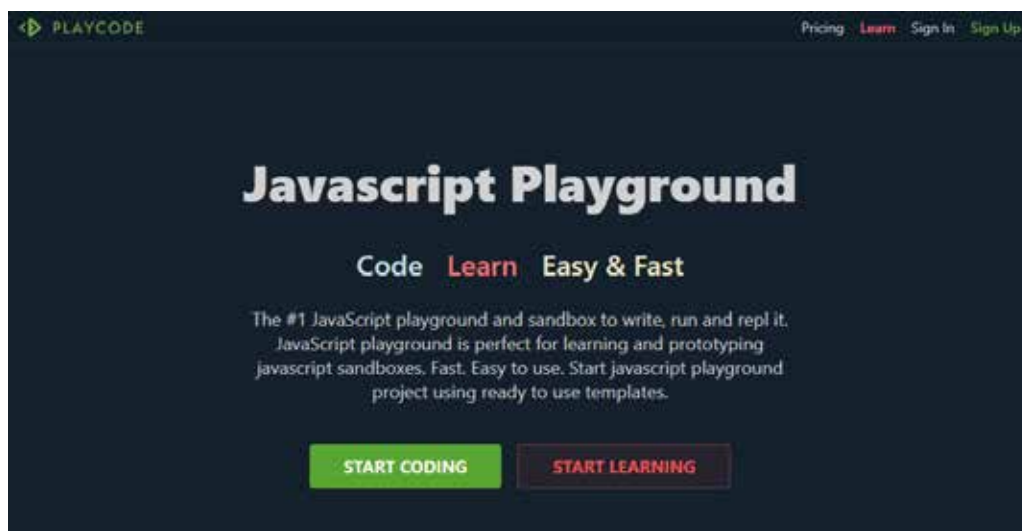 PLAYCODE
Pricing Learn Sign In Sign Up
Javascript Playground
Code Learn Easy & Fast
The #1 JavaScript playground and sandbox to write, run and repl it.
JavaScript playground is perfect for learning and prototyping
javascript sandboxes. Fast. Easy to use. Start javascript playground
project using ready to use templates.
START CODING
START LEARNING